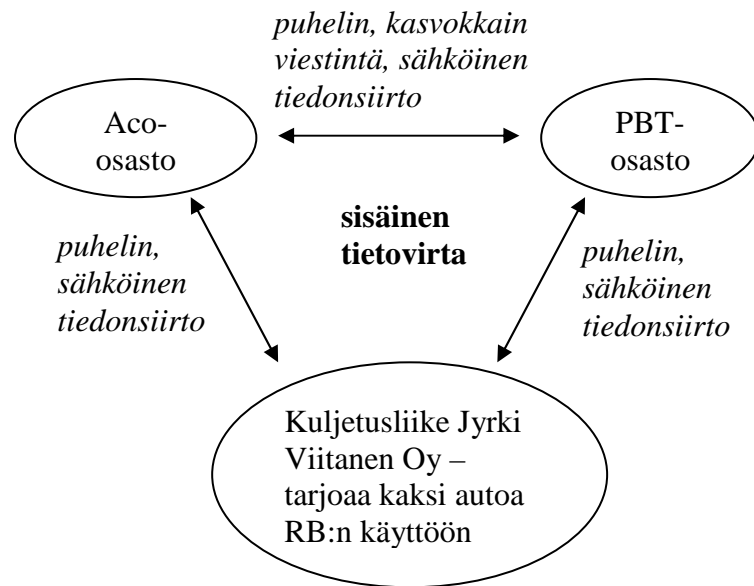 puhelin, kasvokkain
viestintä, sähköinen
tiedonsiirto
Aco-
osasto
PBT-
osasto
sisäinen
tietovirta
puhelin,
sähköinen
tiedonsiirto
puhelin,
sähköinen
tiedonsiirto
Kuljetusliike Jyrki
Viitanen Oy –
tarjoaa kaksi autoa
RB:n käyttöön